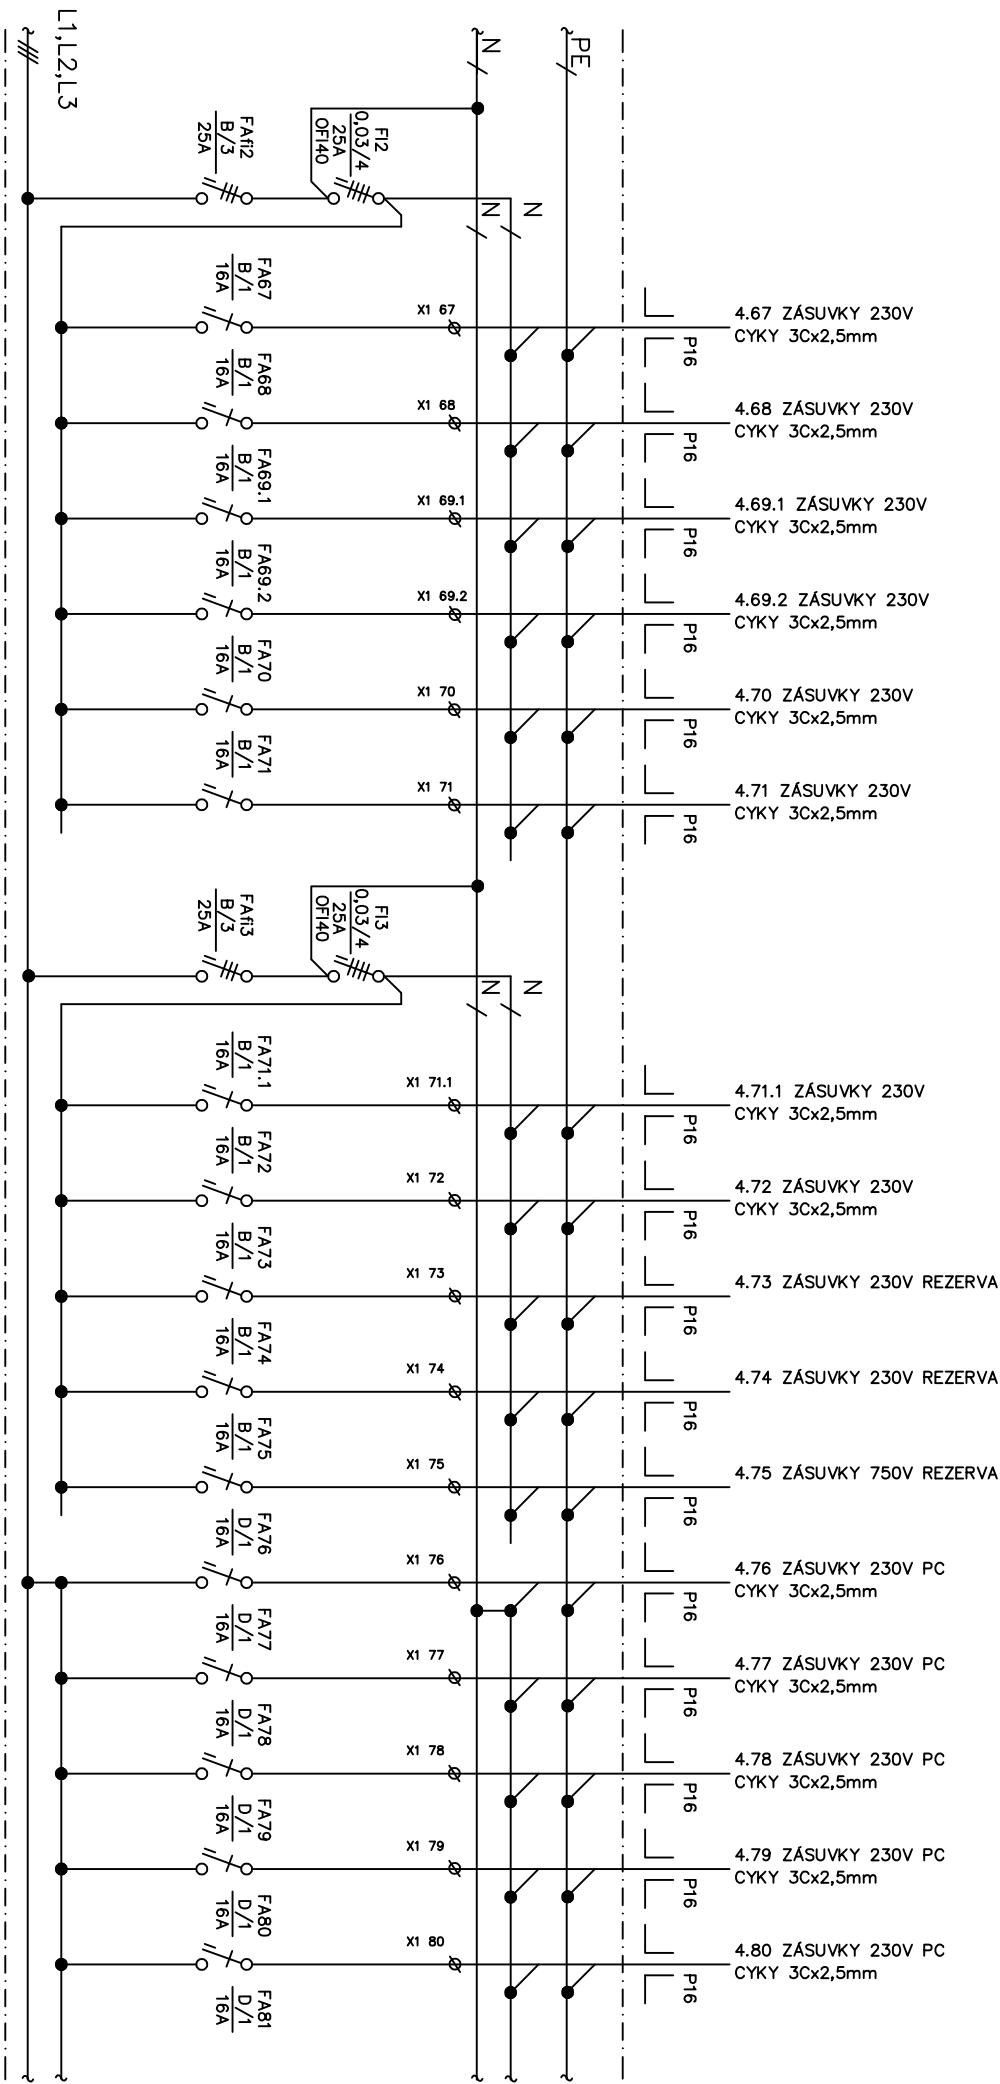 L1,L2,L3
N
PE
FAfi2
B/3
25A
FI2
0,03/4
25A
OFI40
N
N
FA67
B/1
16A
X1 67
P16
4.67 ZÁSUVKY 230V
CYKY 3Cx2,5mm
FA68
B/1
16A
X1 68
P16
4.68 ZÁSUVKY 230V
CYKY 3Cx2,5mm
FA69.1
B/1
16A
X1 69.1
P16
4.69.1 ZÁSUVKY 230V
CYKY 3Cx2,5mm
FA69.2
B/1
16A
X1 69.2
P16
4.69.2 ZÁSUVKY 230V
CYKY 3Cx2,5mm
FA70
B/1
16A
X1 70
P16
4.70 ZÁSUVKY 230V
CYKY 3Cx2,5mm
FA71
B/1
16A
X1 71
P16
4.71 ZÁSUVKY 230V
CYKY 3Cx2,5mm
FAfi3
B/3
25A
FI3
0,03/4
25A
OFI40
N
N
FA71.1
B/1
16A
X1 71.1
P16
4.71.1 ZÁSUVKY 230V
CYKY 3Cx2,5mm
FA72
B/1
16A
X1 72
P16
4.72 ZÁSUVKY 230V
CYKY 3Cx2,5mm
FA73
B/1
16A
X1 73
P16
4.73 ZÁSUVKY 230V REZERVA
FA74
B/1
16A
X1 74
P16
4.74 ZÁSUVKY 230V REZERVA
FA75
B/1
16A
X1 75
P16
4.75 ZÁSUVKY 750V REZERVA
FA76
D/1
16A
X1 76
P16
4.76 ZÁSUVKY 230V PC
CYKY 3Cx2,5mm
FA77
D/1
16A
X1 77
P16
4.77 ZÁSUVKY 230V PC
CYKY 3Cx2,5mm
FA78
D/1
16A
X1 78
P16
4.78 ZÁSUVKY 230V PC
CYKY 3Cx2,5mm
FA79
D/1
16A
X1 79
P16
4.79 ZÁSUVKY 230V PC
CYKY 3Cx2,5mm
FA80
D/1
16A
X1 80
P16
4.80 ZÁSUVKY 230V PC
CYKY 3Cx2,5mm
FA81
D/1
16A